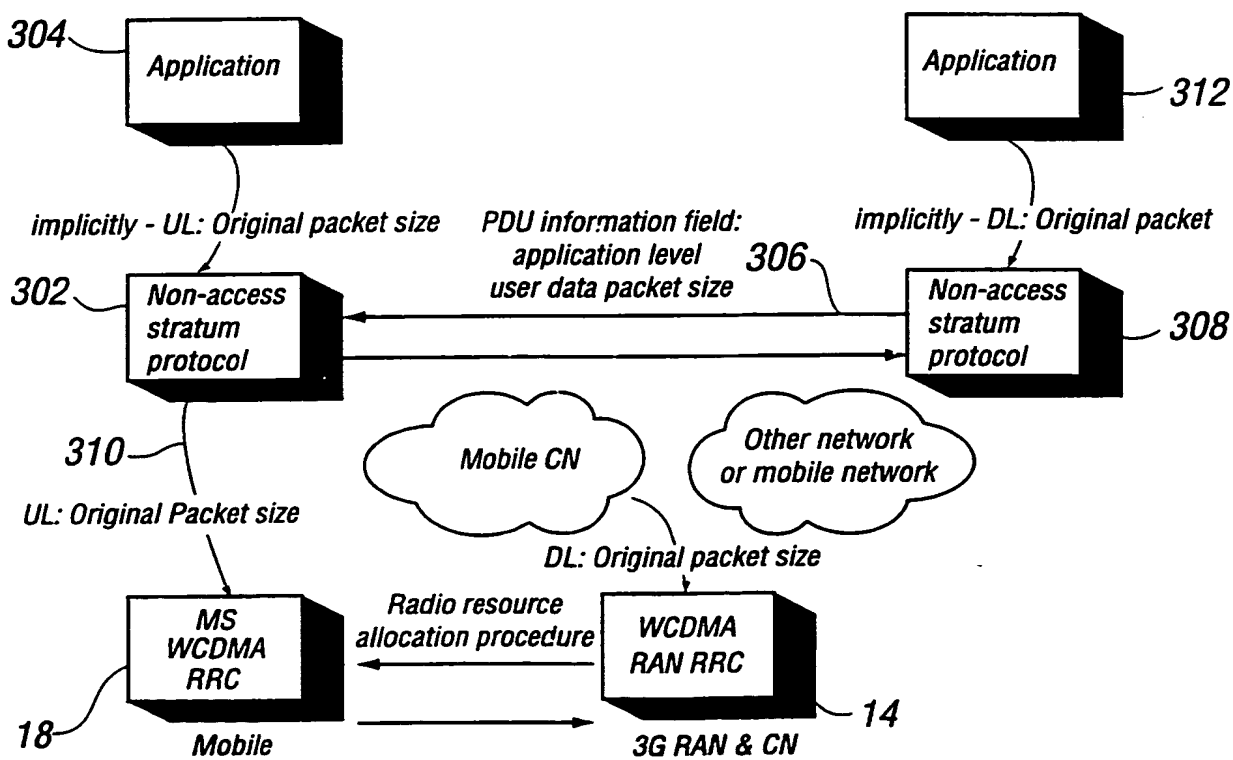 304
Application
Application
312
implicitly - UL: Original packet size
PDU information field:
application level
user data packet size
306
implicitly - DL: Original packet
302
Non-access
stratum
protocol
Non-access
stratum
protocol
308
310
Mobile CN
Other network
or mobile network
UL: Original Packet size
DL: Original packet size
MS
WCDMA
RRC
Radio resource
allocation procedure
WCDMA
RAN RRC
18
Mobile
14
3G RAN & CN